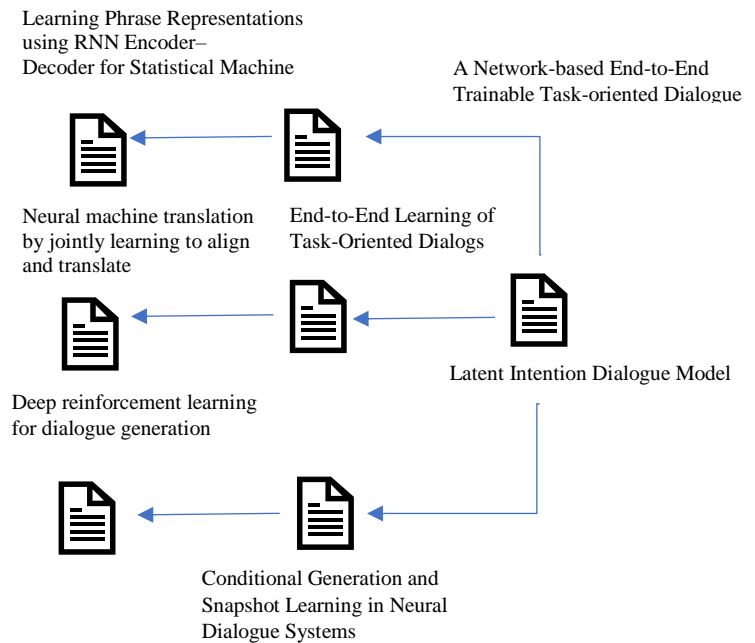 Learning Phrase Representations
using RNN Encoder–
Decoder for Statistical Machine
A Network-based End-to-End
Trainable Task-oriented Dialogue
Neural machine translation
by jointly learning to align
and translate
End-to-End Learning of
Task-Oriented Dialogs
Latent Intention Dialogue Model
Deep reinforcement learning
for dialogue generation
Conditional Generation and
Snapshot Learning in Neural
Dialogue Systems